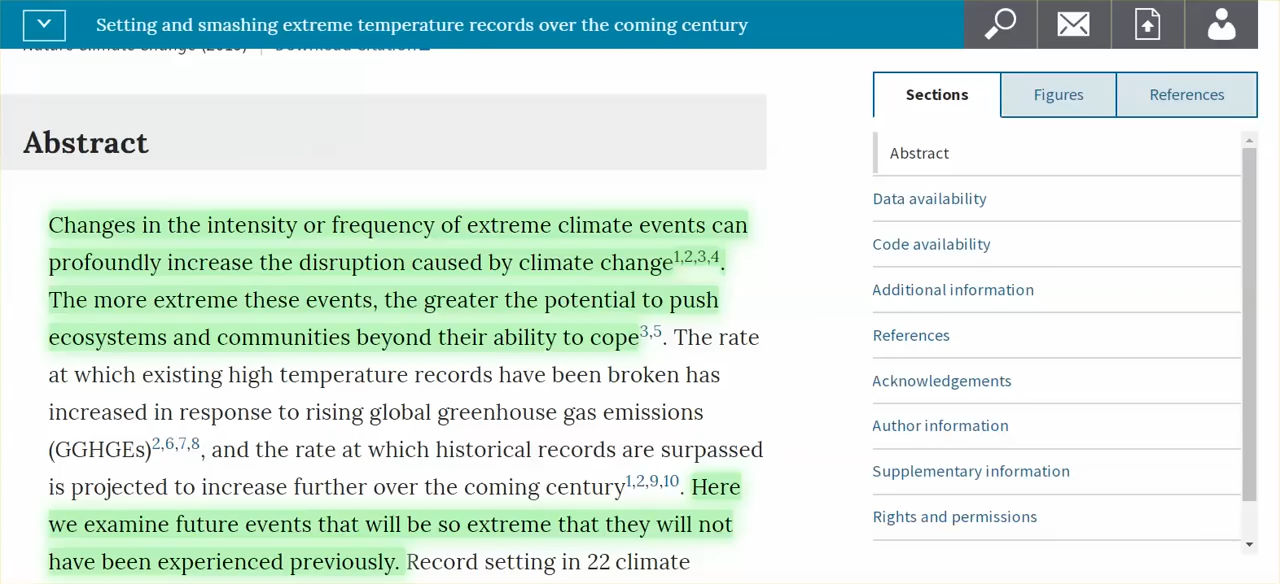 Setting and smashing extreme temperature records over the coming century
Abstract
Changes in the intensity or frequency of extreme climate events can
profoundly increase the disruption caused by climate change1,2,3,4.
The more extreme these events, the greater the potential to push
ecosystems and communities beyond their ability to cope3,5. The rate
at which existing high temperature records have been broken has
increased in response to rising global greenhouse gas emissions
(GGHGEs)2,6,7,8, and the rate at which historical records are surpassed
is projected to increase further over the coming century1,2,9,10. Here
we examine future events that will be so extreme that they will not
have been experienced previously. Record setting in 22 climate
Sections
Figures
References
Abstract
Data availability
Code availability
Additional information
References
Acknowledgements
Author information
Supplementary information
Rights and permissions